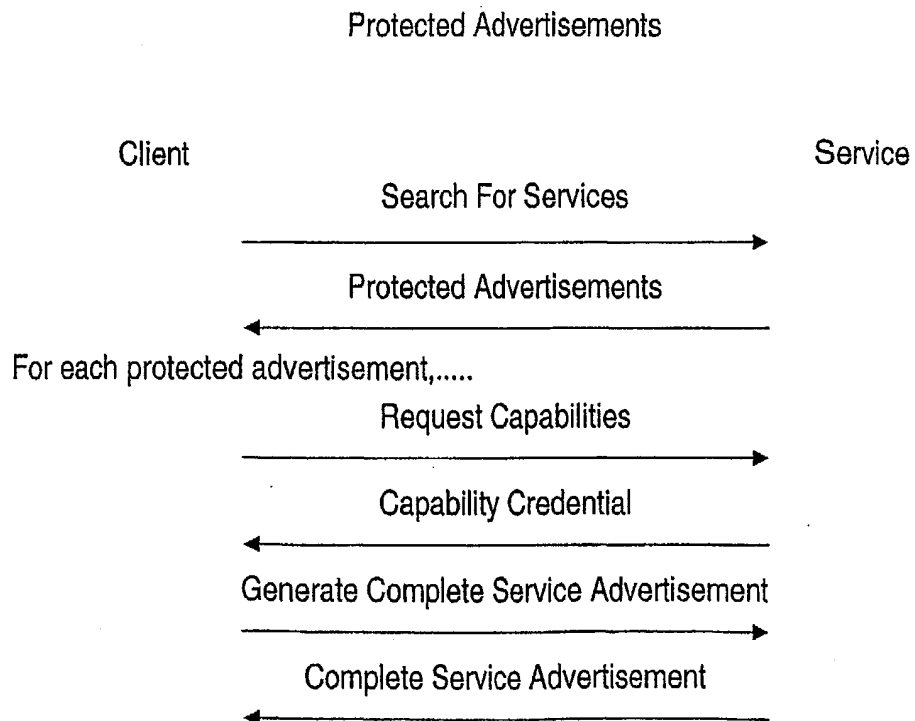 Protected Advertisements
Client Service
Search For Services
Protected Advertisements
For each protected advertisement,.....
Request Capabilities
Capability Credential
Generate Complete Service Advertisement
Complete Service Advertisement